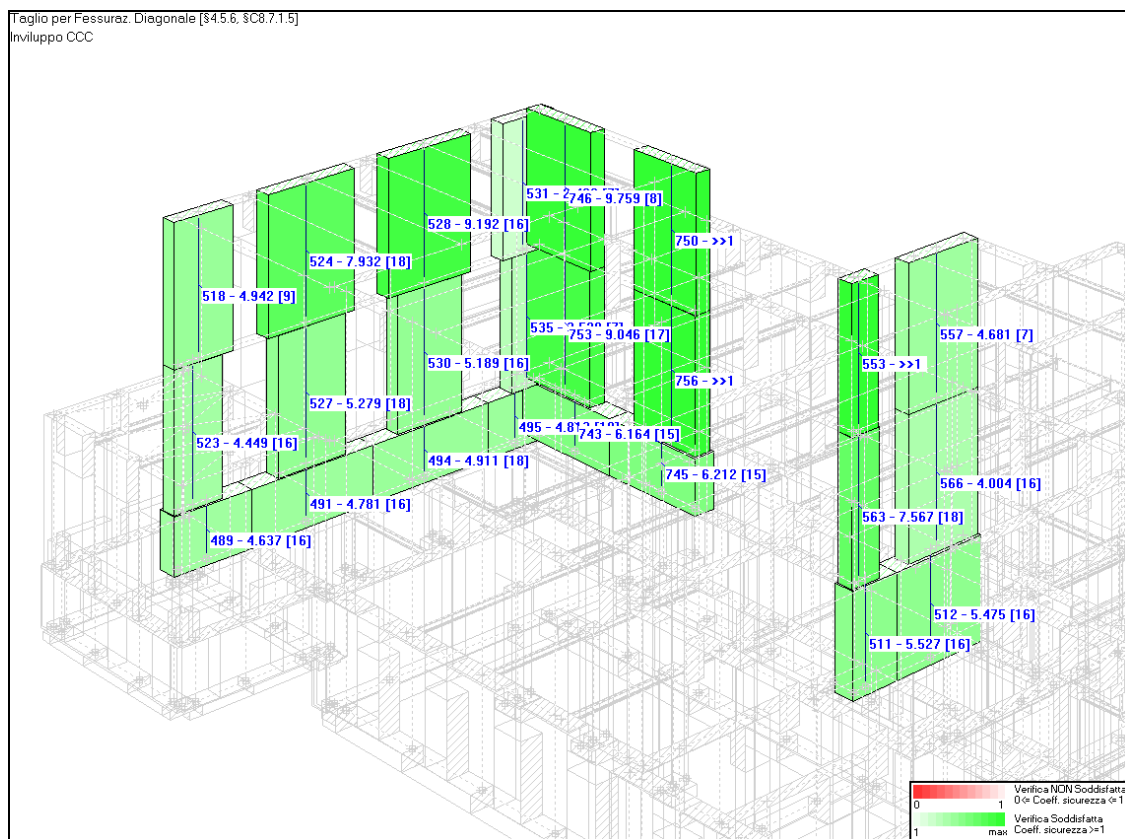 Taglio per Fessuraz. Diagonale [§4.5.6, §C8.7.1.5]
Inviluppo CCC
531 -
746 - 9.759 [8]
528 - 9.192 [16]
750 - >>1
524 - 7.932 [18]
518 - 4.942 [9]
535 -
753 - 9.046 [17]
557 - 4.681 [7]
530 - 5.189 [16]
553 - >>1
756 - >>1
527 - 5.279 [18]
495 - 4.81
743 - 6.164 [15]
523 - 4.449 [16]
494 - 4.911 [18]
745 - 6.212 [15]
566 - 4.004 [16]
491 - 4.781 [16]
563 - 7.567 [18]
489 - 4.637 [16]
512 - 5.475 [16]
511 - 5.527 [16]
Verifica NON Soddisfatta
0 <= Coeff. sicurezza <= 1
0 1
Verifica Soddisfatta
Coeff. sicurezza >=1
1 max